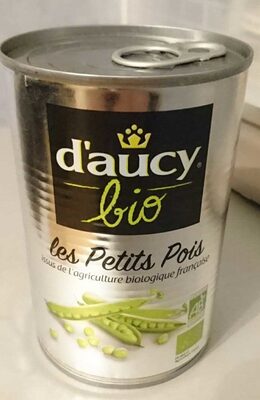 d'aucy
bio
les Petits Pois
issus de l'agriculture biologique française
AB